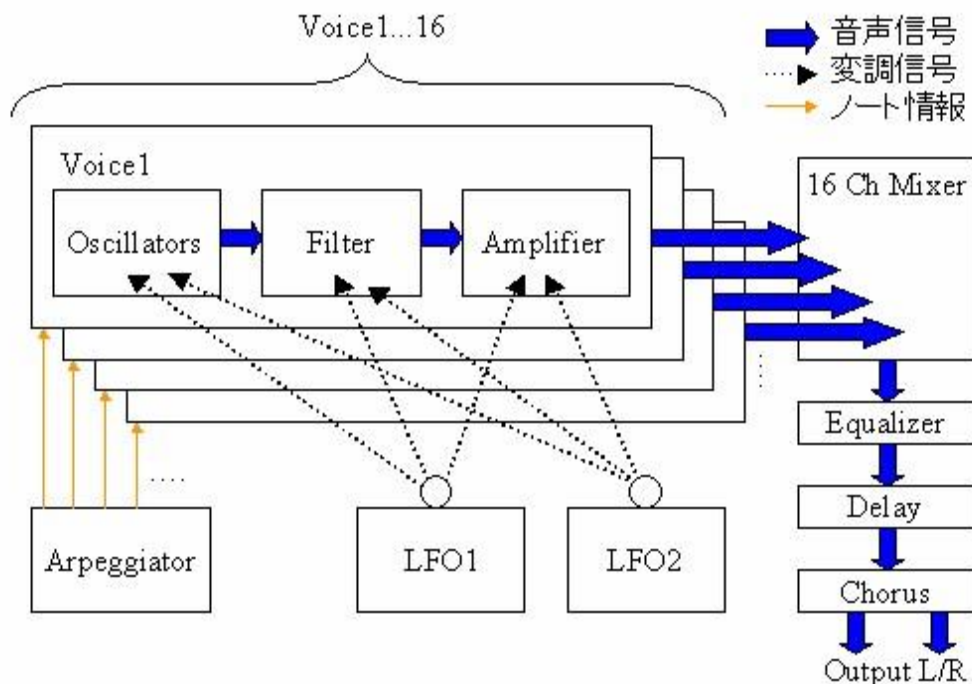 Voice1...16
音声信号
変調信号
ノート情報
Voice1
Oscillators
Filter
Amplifier
16 Ch Mixer
Equalizer
Delay
Chorus
Output L/R
Arpeggiator
LFO1
LFO2